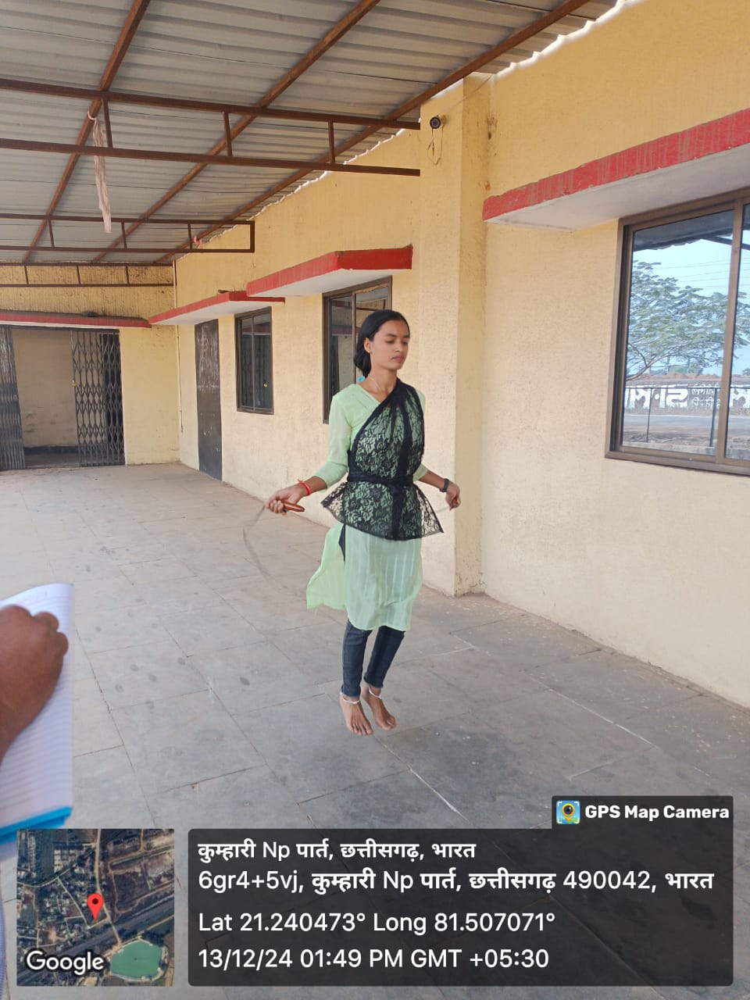 GPS Map Camera
कुम्हारी Np पार्त, छत्तीसगढ़, भारत
6gr4+5vj, कुम्हारी Np पार्त, छत्तीसगढ़ 490042, भारत
Lat 21.240473° Long 81.507071°
13/12/24 01:49 PM GMT +05:30
Google